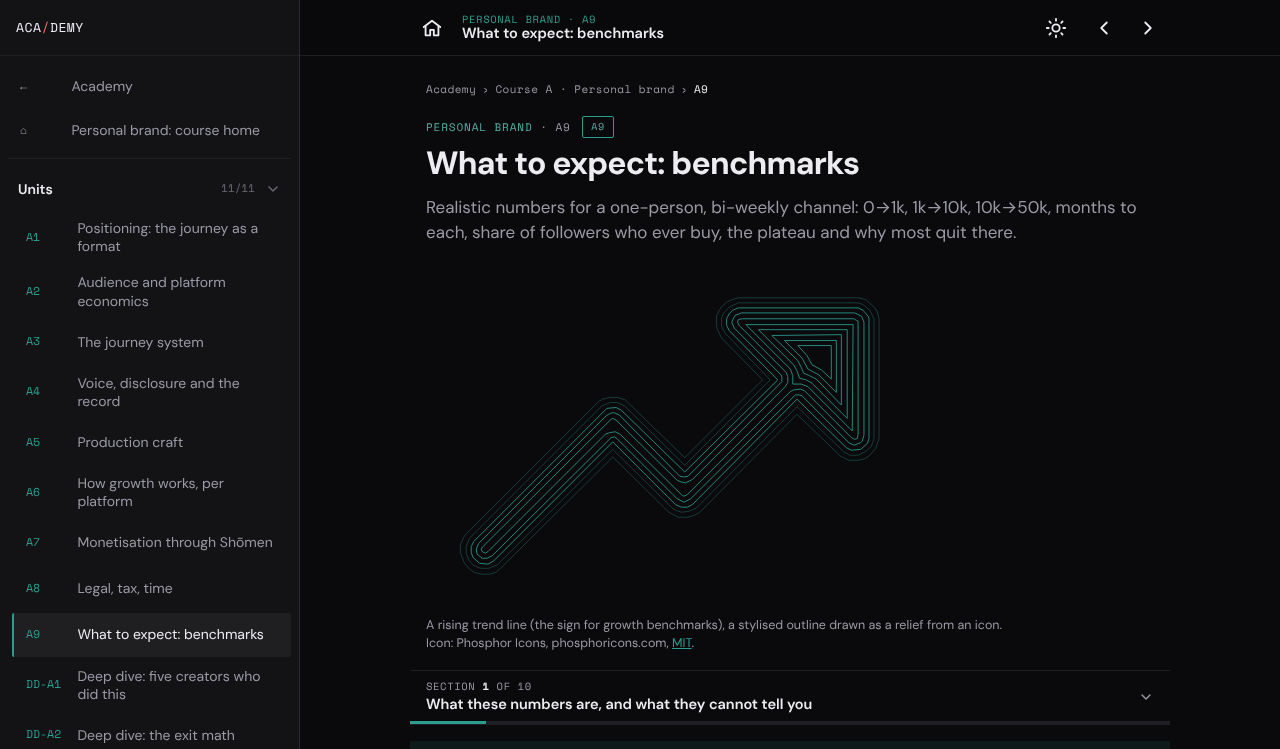 ACA/DEMY
← Academy
⌂ Personal brand: course home
Units 11/11
A1 Positioning: the journey as a
format
A2 Audience and platform
economics
A3 The journey system
A4 Voice, disclosure and the
record
A5 Production craft
A6 How growth works, per
platform
A7 Monetisation through Shōmen
A8 Legal, tax, time
A9 What to expect: benchmarks
DD-A1 Deep dive: five creators who
did this
DD-A2 Deep dive: the exit math
PERSONAL BRAND · A9
What to expect: benchmarks
Academy › Course A · Personal brand › A9
PERSONAL BRAND · A9 A9
What to expect: benchmarks
Realistic numbers for a one-person, bi-weekly channel: 0→1k, 1k→10k, 10k→50k, months to
each, share of followers who ever buy, the plateau and why most quit there.
A rising trend line (the sign for growth benchmarks), a stylised outline drawn as a relief from an icon.
Icon: Phosphor Icons, phosphoricons.com, MIT.
SECTION 1 OF 10
What these numbers are, and what they cannot tell you